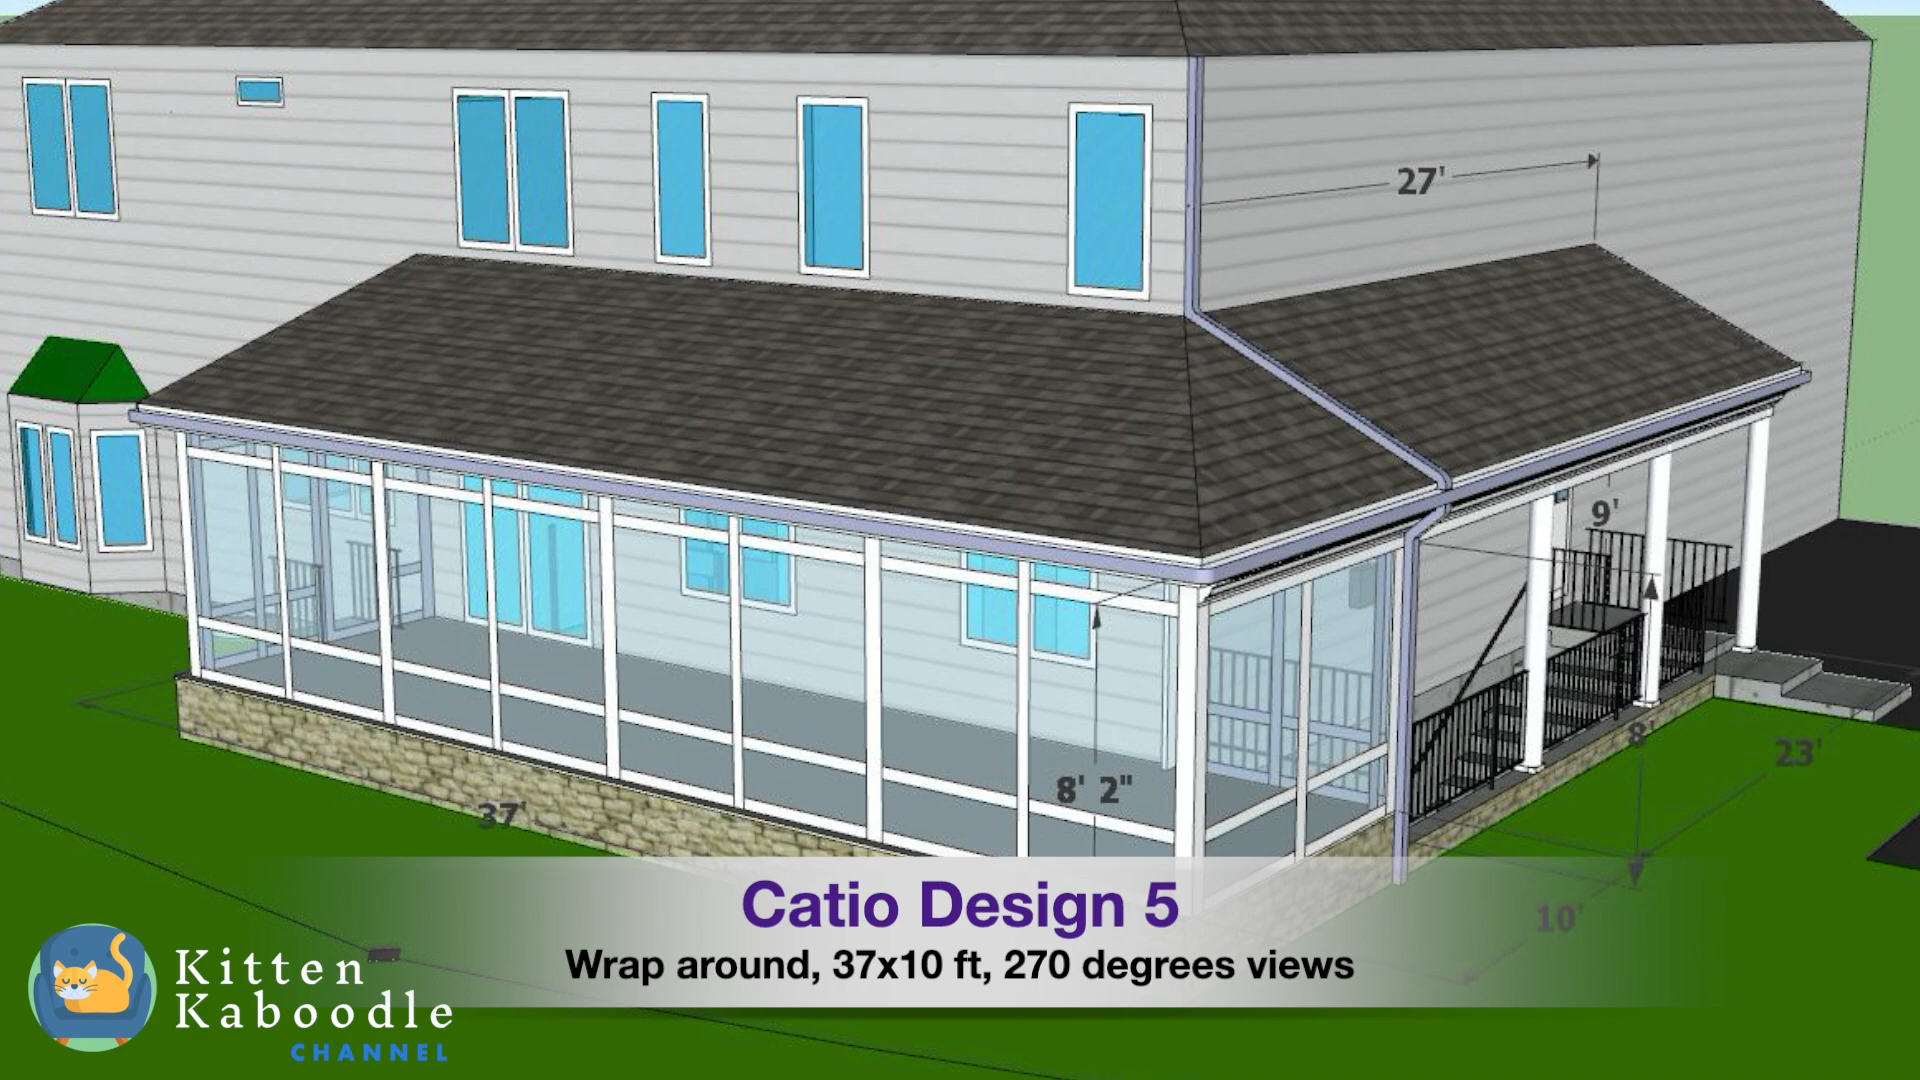 27'
9'
8' 2"
8'
23'
37'
10'
Catio Design 5
Wrap around, 37x10 ft, 270 degrees views
Kitten
Kaboodle
CHANNEL